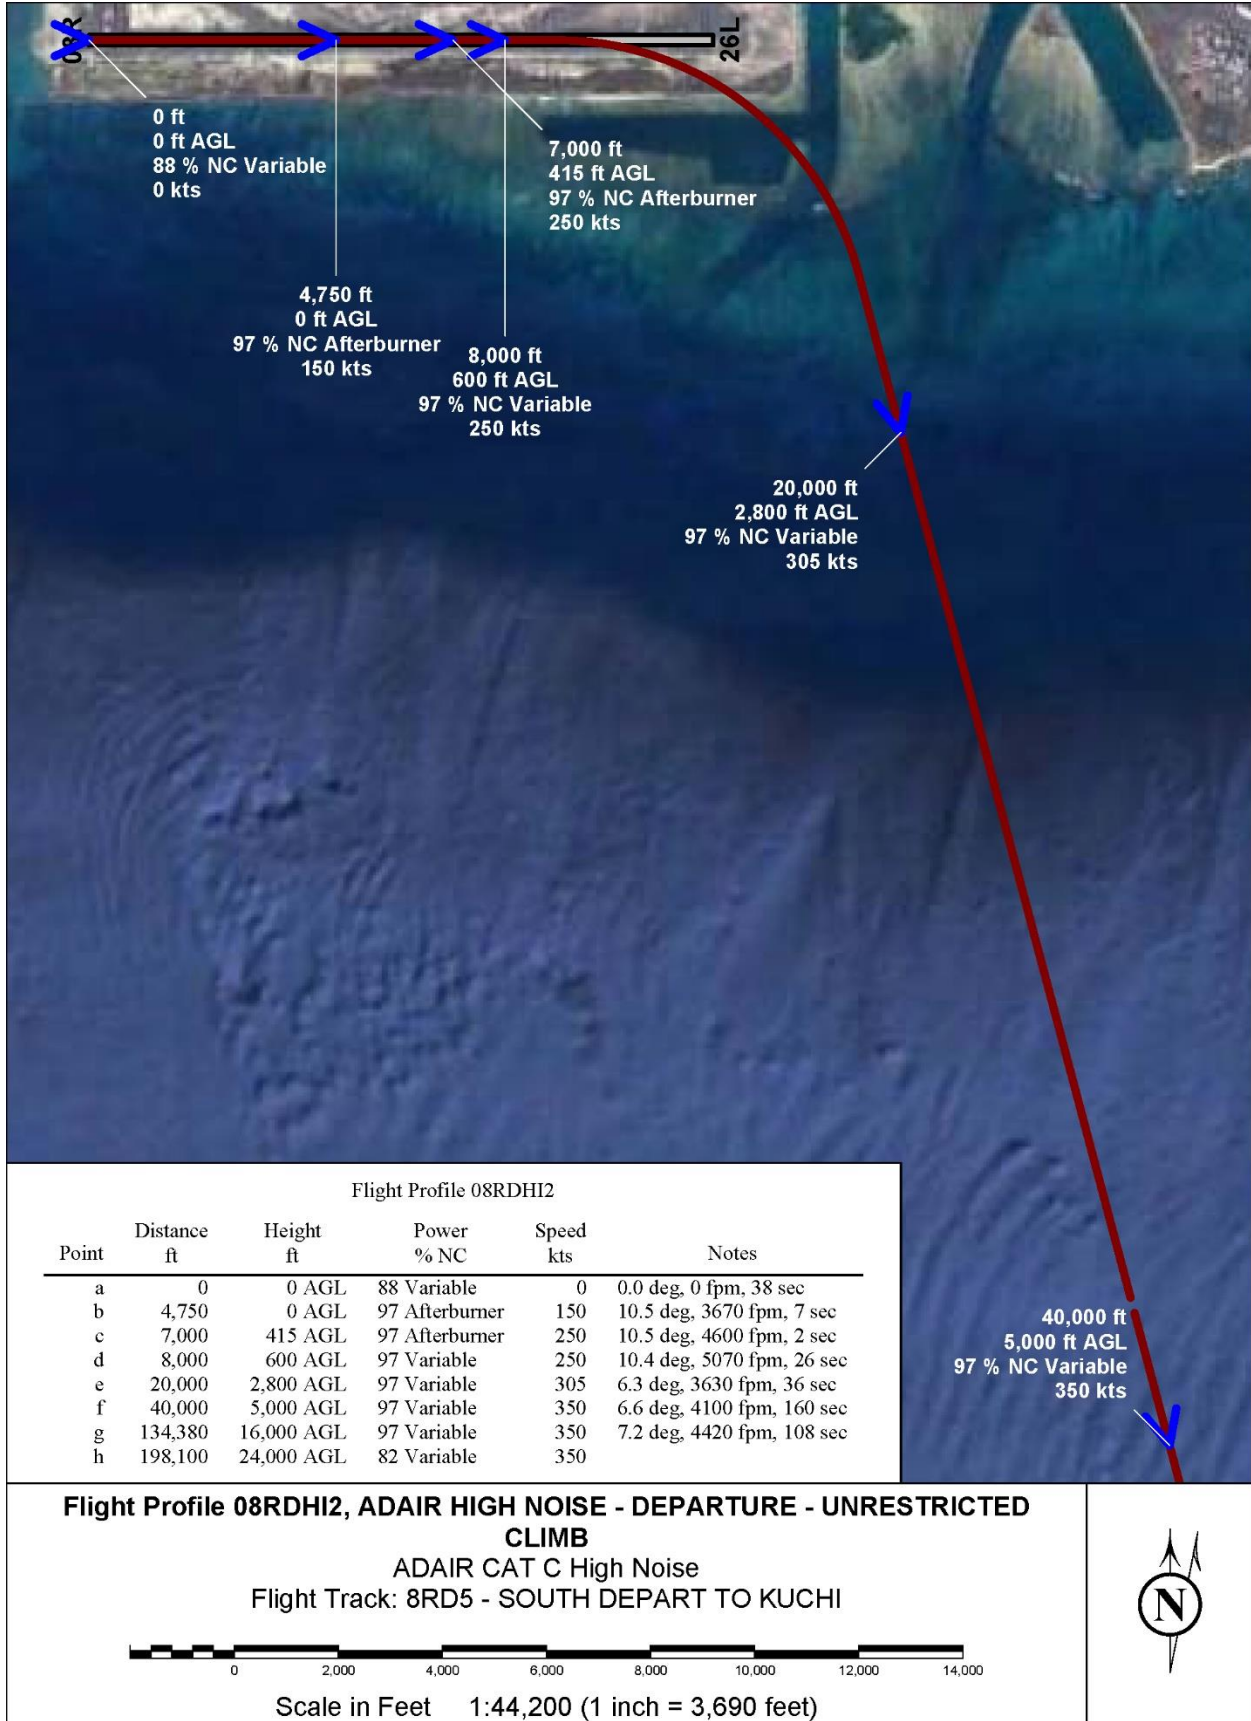 08R
26L
0 ft
0 ft AGL
88 % NC Variable
0 kts
7,000 ft
415 ft AGL
97 % NC Afterburner
250 kts
4,750 ft
0 ft AGL
97 % NC Afterburner
150 kts
8,000 ft
600 ft AGL
97 % NC Variable
250 kts
20,000 ft
2,800 ft AGL
97 % NC Variable
305 kts
40,000 ft
5,000 ft AGL
97 % NC Variable
350 kts
Flight Profile 08RDHI2
Distance Height Power Speed
Point ft ft % NC kts Notes
a 0 0 AGL 88 Variable 0 0.0 deg, 0 fpm, 38 sec
b 4,750 0 AGL 97 Afterburner 150 10.5 deg, 3670 fpm, 7 sec
c 7,000 415 AGL 97 Afterburner 250 10.5 deg, 4600 fpm, 2 sec
d 8,000 600 AGL 97 Variable 250 10.4 deg, 5070 fpm, 26 sec
e 20,000 2,800 AGL 97 Variable 305 6.3 deg, 3630 fpm, 36 sec
f 40,000 5,000 AGL 97 Variable 350 6.6 deg, 4100 fpm, 160 sec
g 134,380 16,000 AGL 97 Variable 350 7.2 deg, 4420 fpm, 108 sec
h 198,100 24,000 AGL 82 Variable 350
Flight Profile 08RDHI2, ADAIR HIGH NOISE - DEPARTURE - UNRESTRICTED
CLIMB
ADAIR CAT C High Noise
Flight Track: 8RD5 - SOUTH DEPART TO KUCHI
0 2,000 4,000 6,000 8,000 10,000 12,000 14,000
Scale in Feet 1:44,200 (1 inch = 3,690 feet)
N